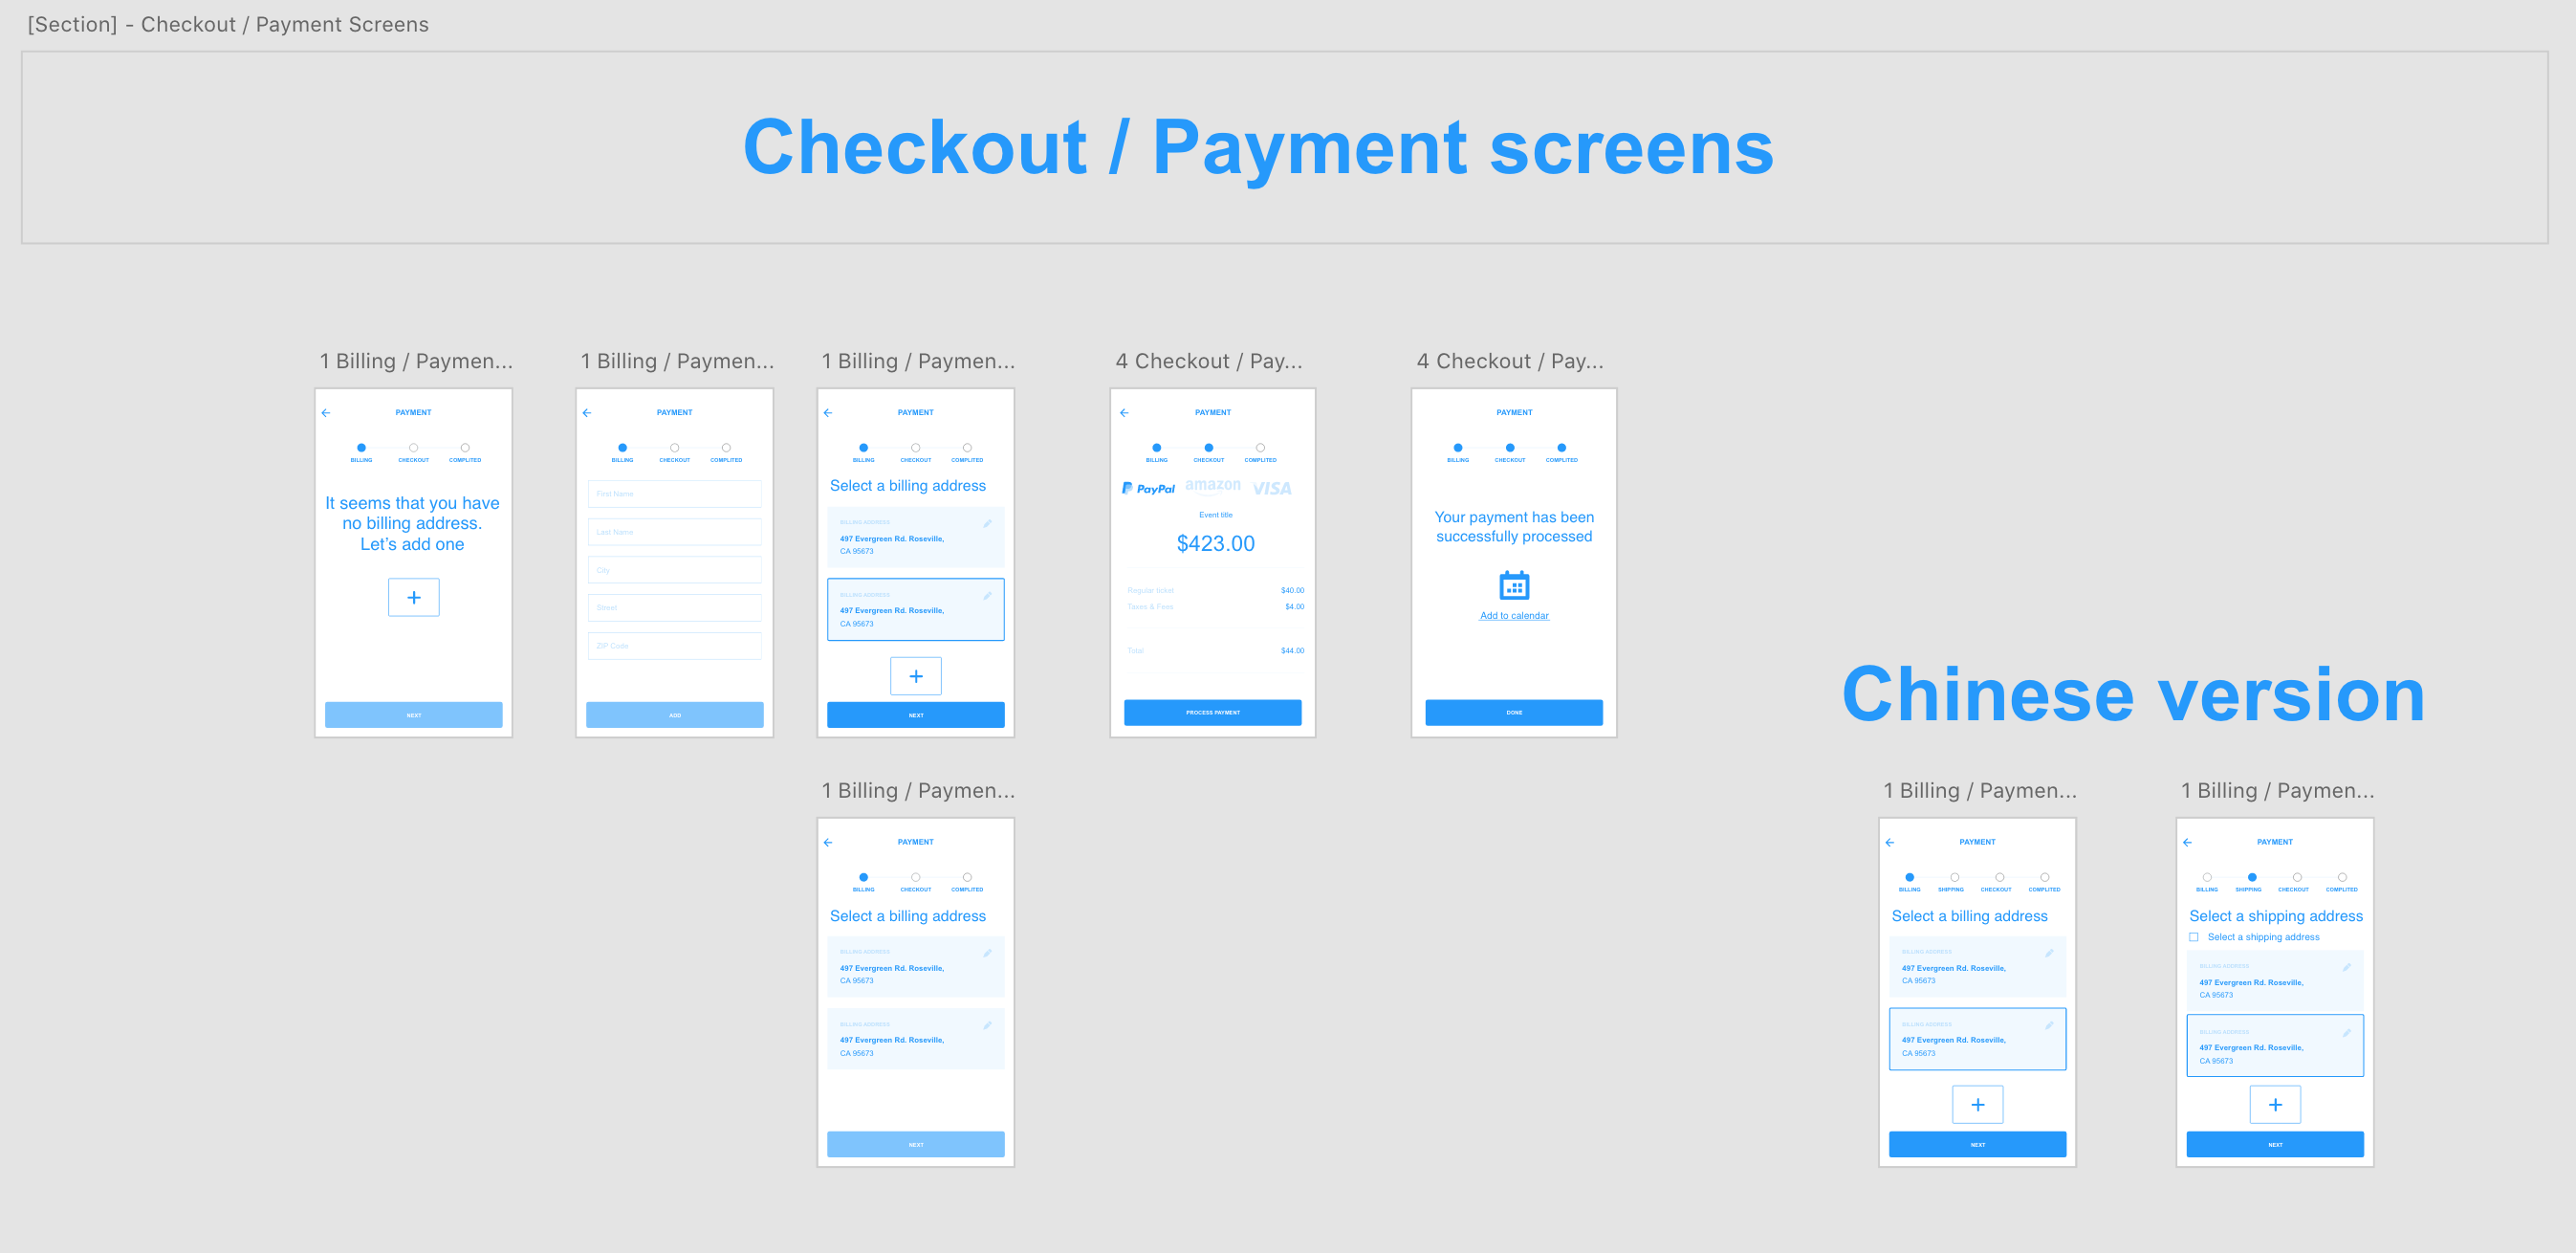 [Section] - Checkout / Payment Screens
Checkout / Payment screens
1 Billing / Paymen...
PAYMENT
BILLING CHECKOUT COMPLITED
It seems that you have
no billing address.
Let’s add one
+
NEXT
1 Billing / Paymen...
PAYMENT
BILLING CHECKOUT COMPLITED
First Name
Last Name
City
Street
ZIP Code
ADD
1 Billing / Paymen...
PAYMENT
BILLING CHECKOUT COMPLITED
Select a billing address
BILLING ADDRESS
497 Evergreen Rd. Roseville,
CA 95673
BILLING ADDRESS
497 Evergreen Rd. Roseville,
CA 95673
+
NEXT
4 Checkout / Pay...
PAYMENT
BILLING CHECKOUT COMPLITED
PayPal amazon VISA
Event title
$423.00
Regular ticket $40.00
Taxes & Fees $4.00
Total $44.00
PROCESS PAYMENT
4 Checkout / Pay...
PAYMENT
BILLING CHECKOUT COMPLITED
Your payment has been
successfully processed
Add to calendar
DONE
1 Billing / Paymen...
PAYMENT
BILLING CHECKOUT COMPLITED
Select a billing address
BILLING ADDRESS
497 Evergreen Rd. Roseville,
CA 95673
BILLING ADDRESS
497 Evergreen Rd. Roseville,
CA 95673
NEXT
Chinese version
1 Billing / Paymen...
PAYMENT
BILLING SHIPPING CHECKOUT COMPLITED
Select a billing address
BILLING ADDRESS
497 Evergreen Rd. Roseville,
CA 95673
BILLING ADDRESS
497 Evergreen Rd. Roseville,
CA 95673
+
NEXT
1 Billing / Paymen...
PAYMENT
BILLING SHIPPING CHECKOUT COMPLITED
Select a shipping address
Select a shipping address
BILLING ADDRESS
497 Evergreen Rd. Roseville,
CA 95673
BILLING ADDRESS
497 Evergreen Rd. Roseville,
CA 95673
+
NEXT